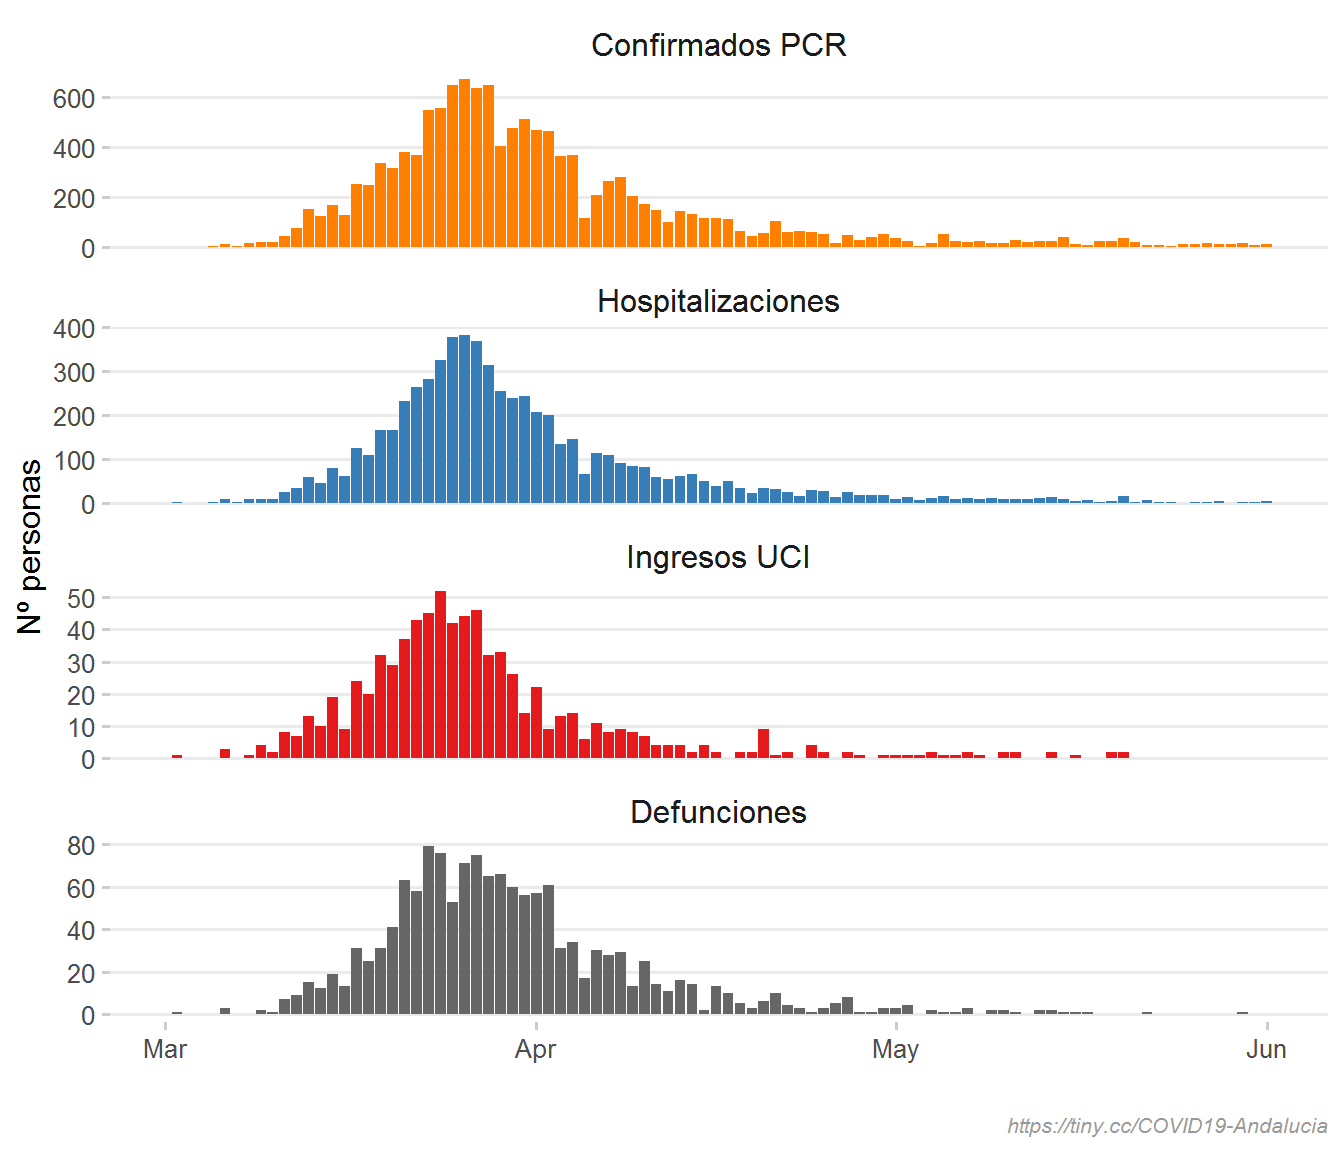 Confirmados PCR
600
400
200
0
Hospitalizaciones
400
300
200
100
0
Nº personas
Ingresos UCI
50
40
30
20
10
0
Defunciones
80
60
40
20
0
Mar Apr May Jun
https://tiny.cc/COVID19-Andalucia